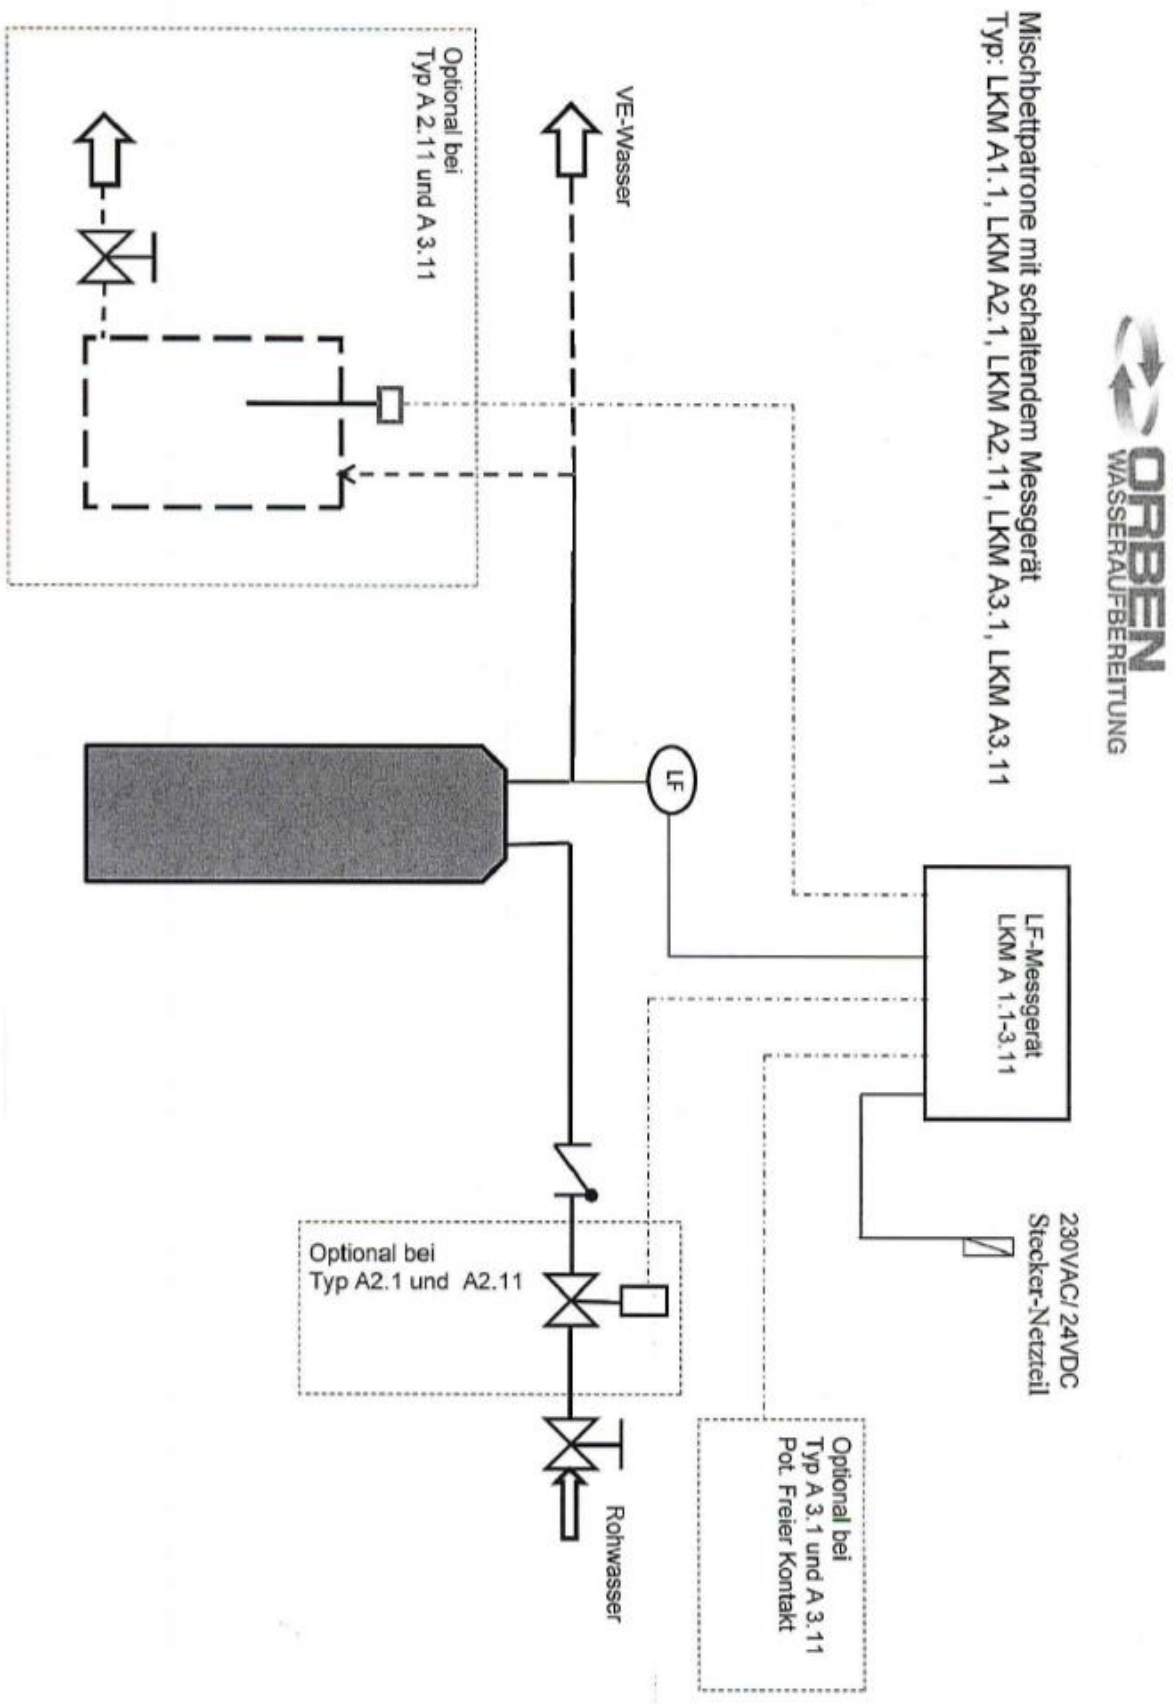 ORBEN
WASSERAUFBEREITUNG
Mischbettpatrone mit schaltendem Messgerät
Typ: LKM A1.1, LKM A2.1, LKM A2.11, LKM A3.1, LKM A3.11
LF-Messgerät
LKM A 1.1-3.11
230VAC/ 24VDC
Stecker-Netzteil
VE-Wasser
LF
Optional bei
Typ A 2.11 und A 3.11
Optional bei
Typ A2.1 und A2.11
Optional bei
Typ A 3.1 und A 3.11
Pot. Freier Kontakt
Rohwasser